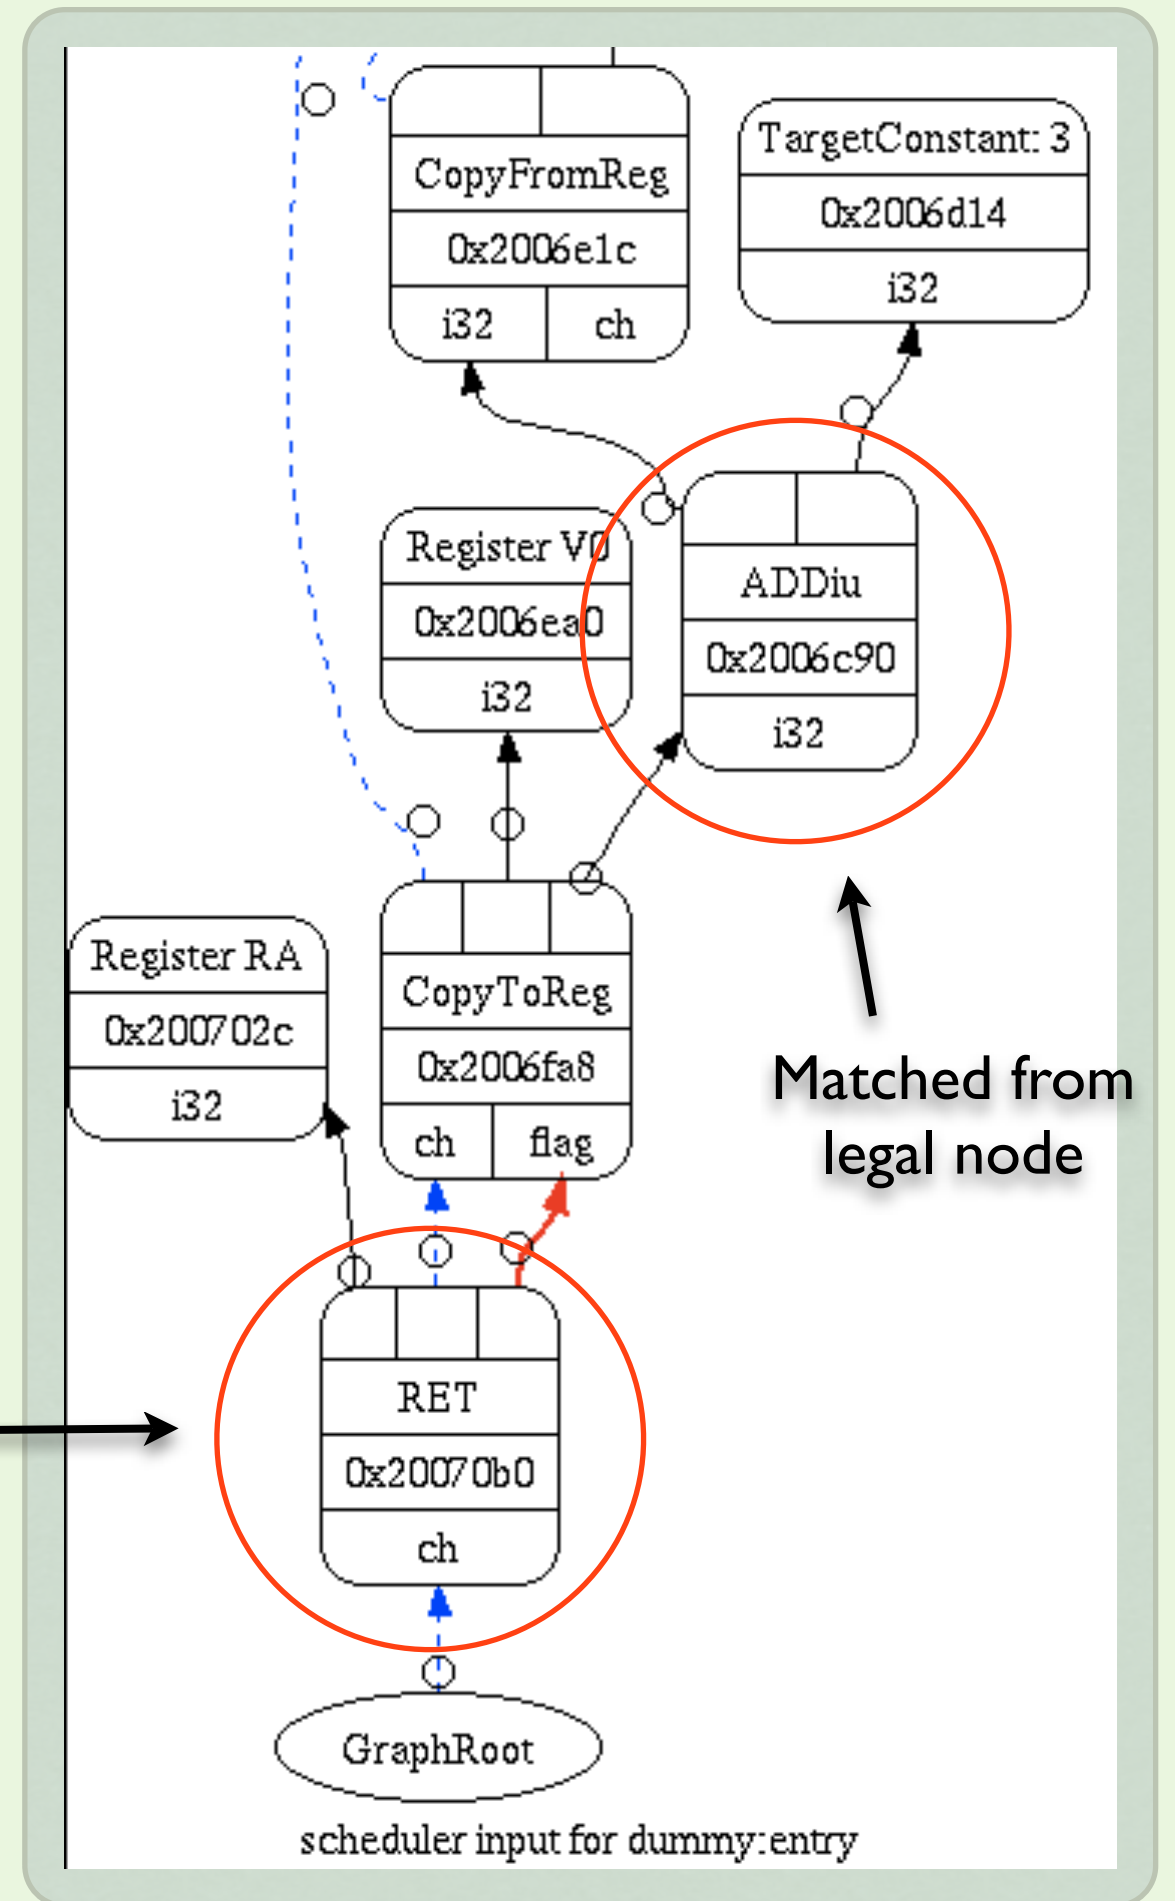 CopyFromReg
0x2006e1c
i32 ch
TargetConstant: 3
0x2006d14
i32
Register V0
0x2006ea0
i32
ADDiu
0x2006c90
i32
Register RA
0x200702c
i32
CopyToReg
0x2006fa8
ch flag
Matched from
legal node
RET
0x20070b0
ch
GraphRoot
scheduler input for dummy:entry